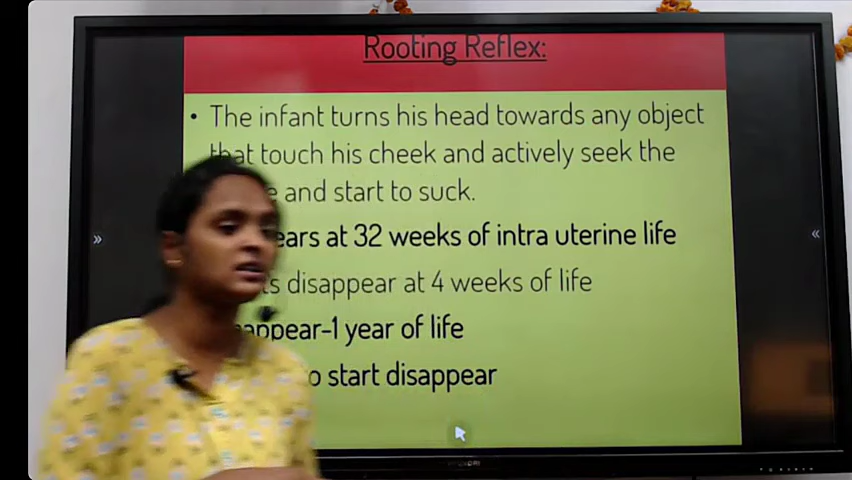 Rooting Reflex:
• The infant turns his head towards any object
that touch his cheek and actively seek the
and start to suck.
at 32 weeks of intra uterine life
disappear at 4 weeks of life
-1 year of life
start disappear
»
«